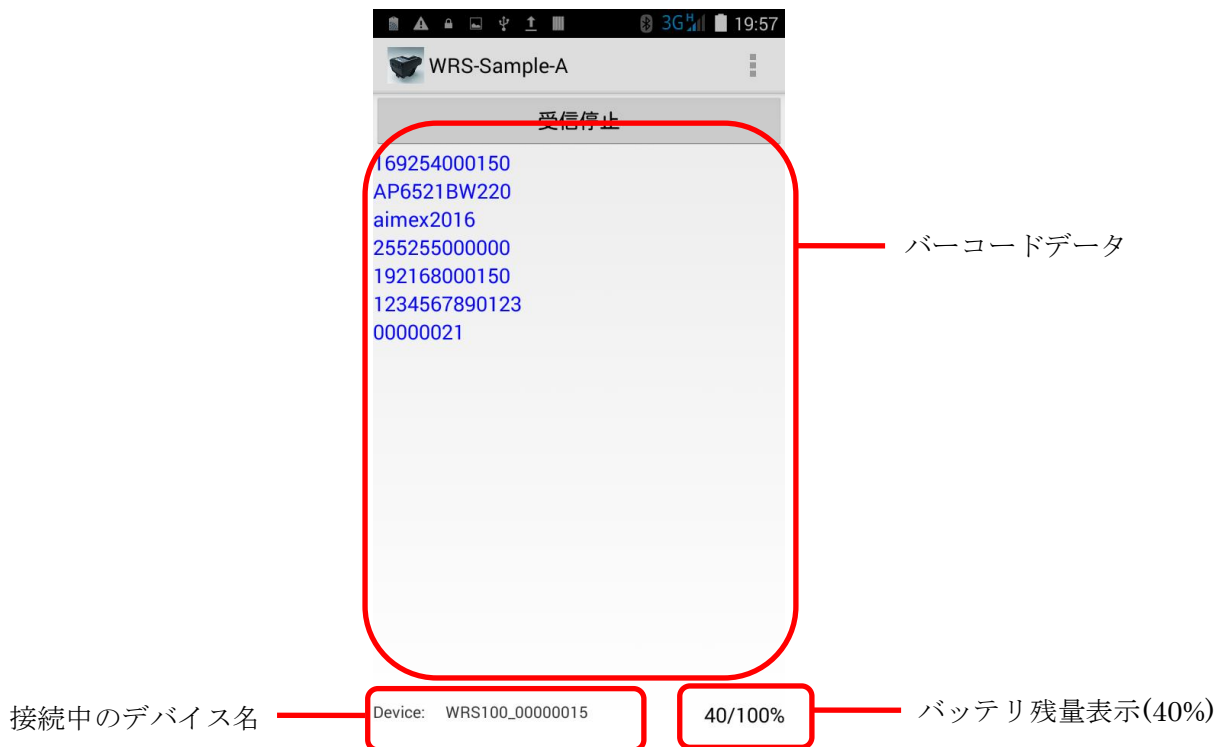 3G H 19:57
WRS-Sample-A
受信停止
169254000150
AP6521BW220
aimex2016
255255000000
192168000150
1234567890123
00000021
バーコードデータ
接続中のデバイス名
Device: WRS100_00000015
40/100%
バッテリ残量表示(40%)